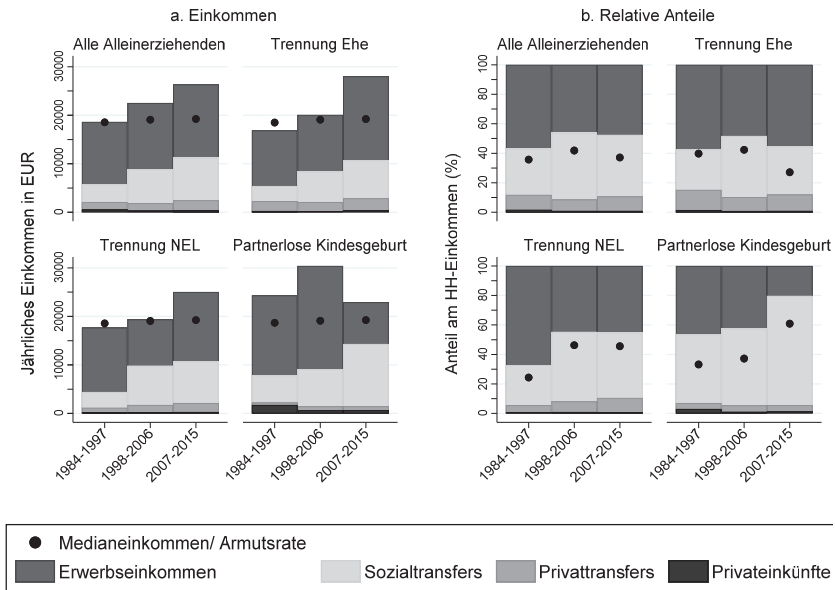 a. Einkommen
b. Relative Anteile
Alle Alleinerziehenden
Trennung Ehe
Alle Alleinerziehenden
Trennung Ehe
30000
20000
10000
0
100
80
60
40
20
0
Trennung NEL
Partnerlose Kindesgeburt
Trennung NEL
Partnerlose Kindesgeburt
30000
20000
10000
0
100
80
60
40
20
0
Jährliches Einkommen in EUR
Anteil am HH-Einkommen (%)
1984-1997
1998-2006
2007-2015
1984-1997
1998-2006
2007-2015
1984-1997
1998-2006
2007-2015
1984-1997
1998-2006
2007-2015
Medianeinkommen/ Armutsrate
Erwerbseinkommen
Sozialtransfers
Privattransfers
Privateinkünfte